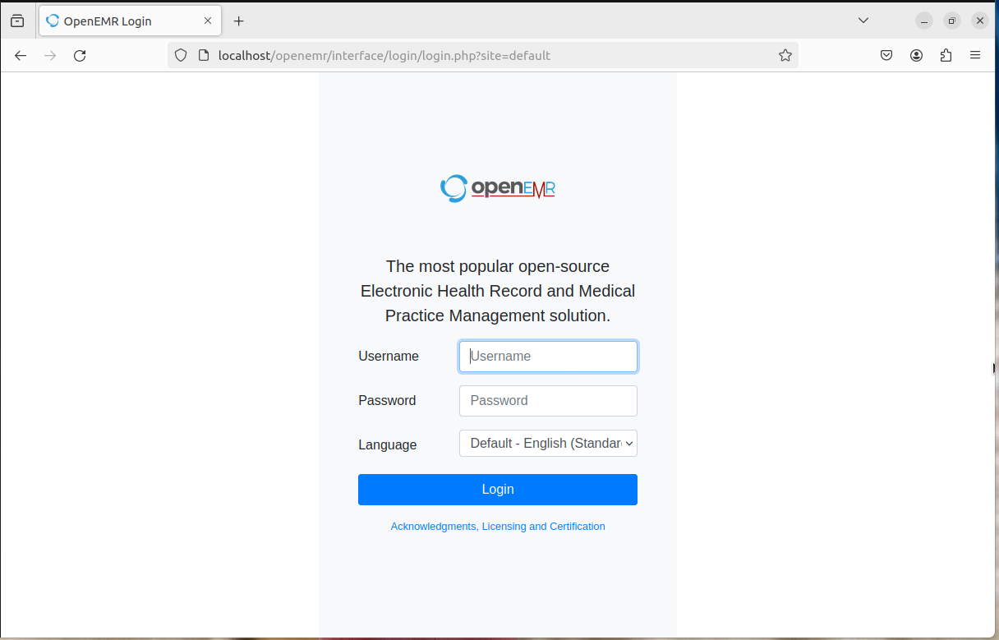 OpenEMR Login
localhost/openemr/interface/login/login.php?site=default
openEMR
The most popular open-source
Electronic Health Record and Medical
Practice Management solution.
Username Username
Password Password
Language Default - English (Standar
Login
Acknowledgments, Licensing and Certification